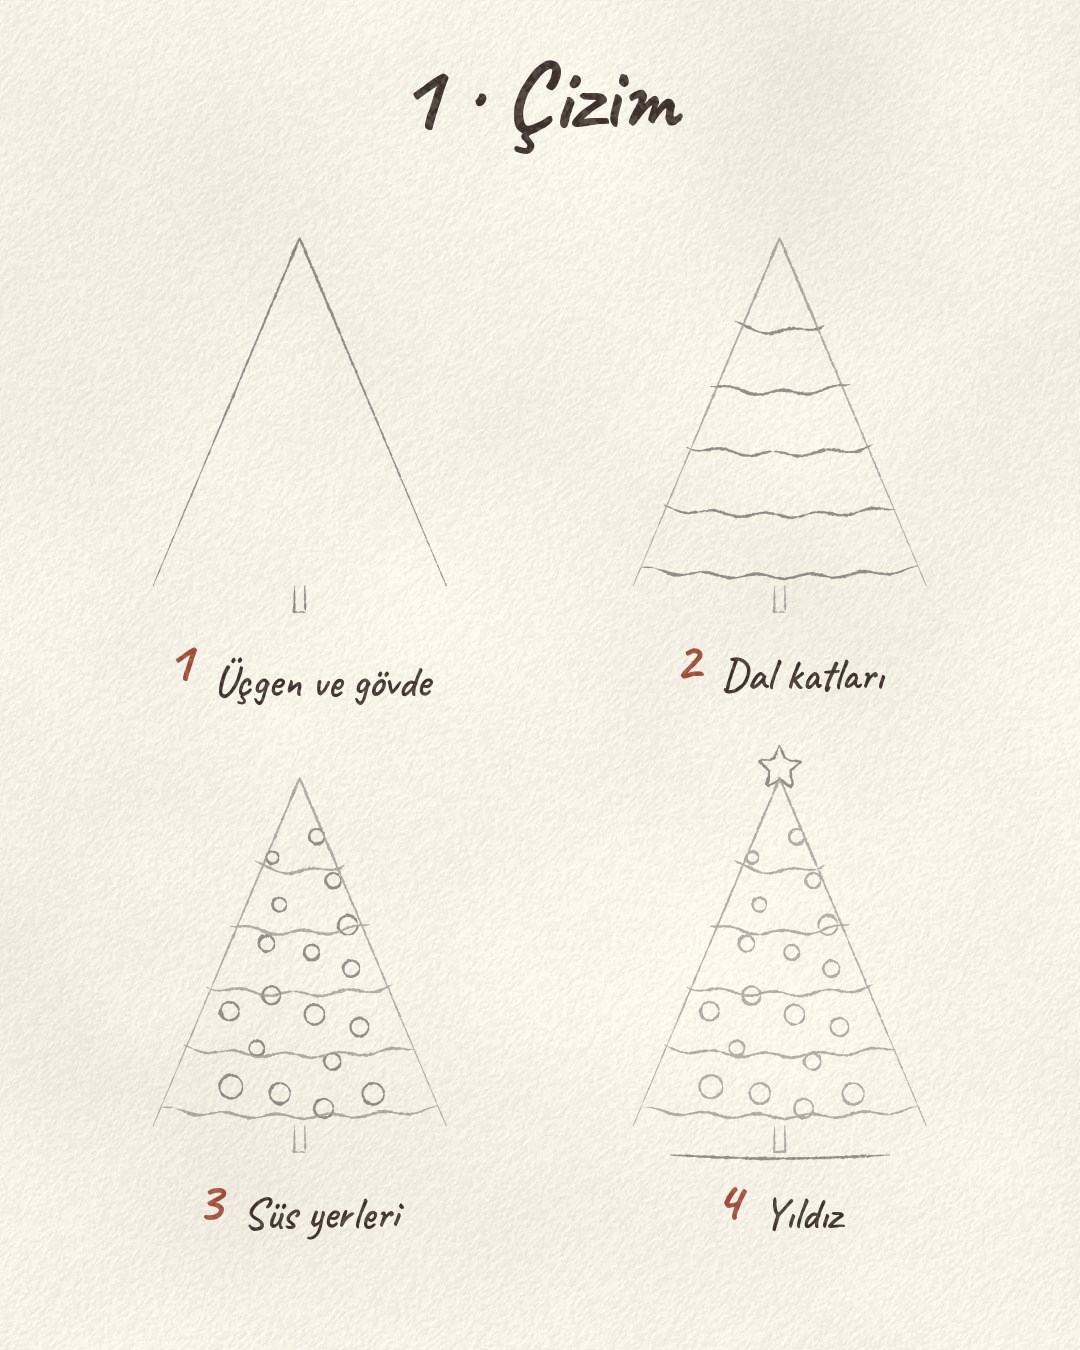 1 · Çizim
1 Üçgen ve gövde
2 Dal katları
3 Süs yerleri
4 Yıldız